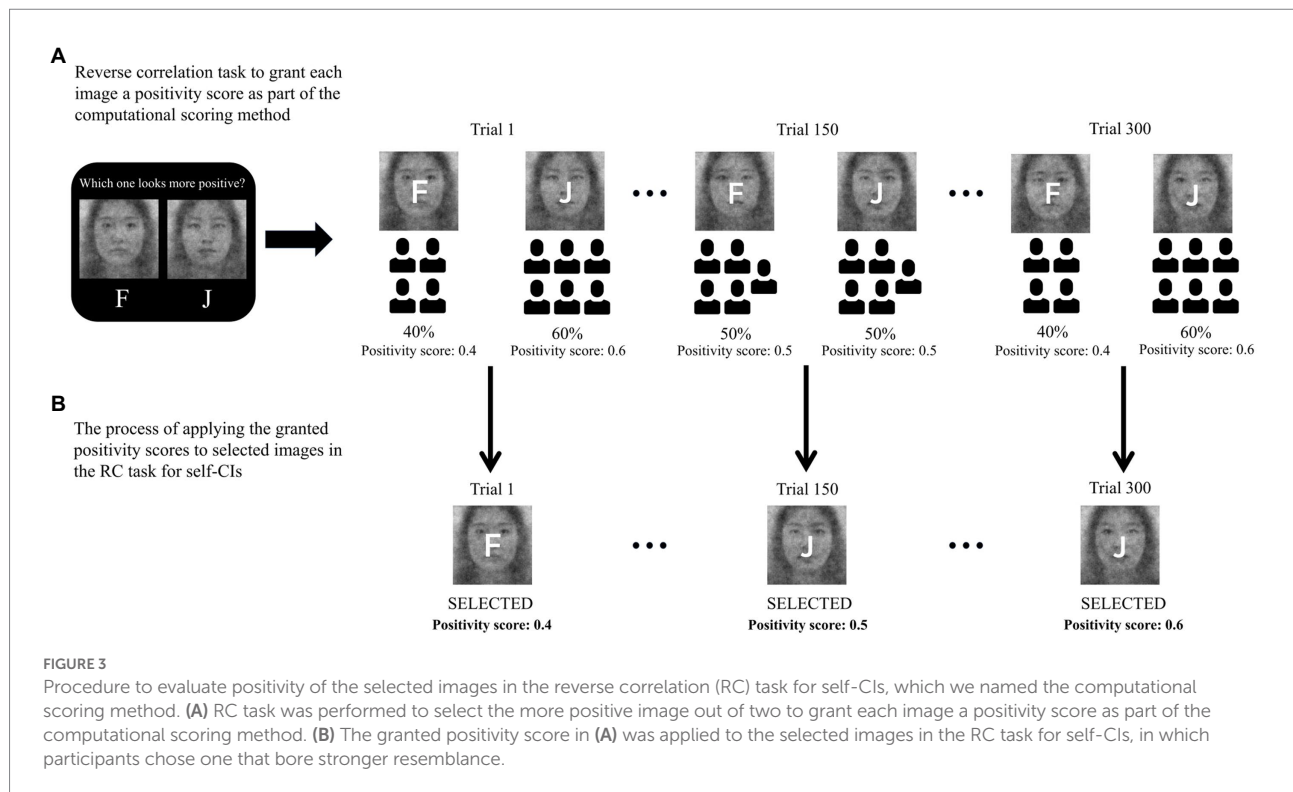 A
Reverse correlation task to grant each
image a positivity score as part of the
computational scoring method
Trial 1
Trial 150
Trial 300
Which one looks more positive?
F
J
F
J
•••
F
J
•••
F
J
40%
60%
50%
50%
40%
60%
Positivity score: 0.4
Positivity score: 0.6
Positivity score: 0.5
Positivity score: 0.5
Positivity score: 0.4
Positivity score: 0.6
B
The process of applying the granted
positivity scores to selected images in
the RC task for self-CIs
Trial 1
Trial 150
Trial 300
F
•••
J
•••
J
SELECTED
SELECTED
SELECTED
Positivity score: 0.4
Positivity score: 0.5
Positivity score: 0.6
FIGURE 3
Procedure to evaluate positivity of the selected images in the reverse correlation (RC) task for self-CIs, which we named the computational
scoring method. (A) RC task was performed to select the more positive image out of two to grant each image a positivity score as part of the
computational scoring method. (B) The granted positivity score in (A) was applied to the selected images in the RC task for self-CIs, in which
participants chose one that bore stronger resemblance.